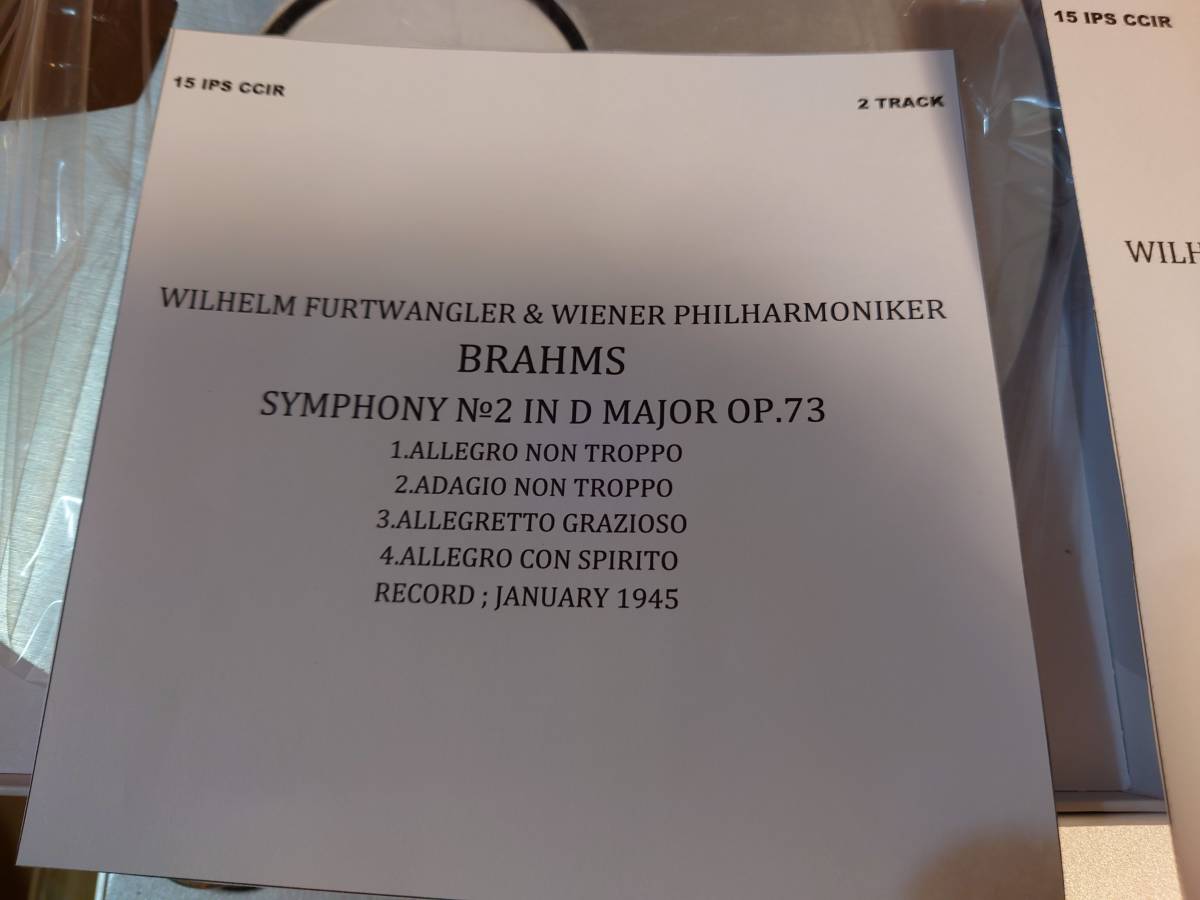 15 IPS CCIR
2 TRACK
WILHELM FURTWANGLER & WIENER PHILHARMONIKER
BRAHMS
SYMPHONY №2 IN D MAJOR OP.73
1.ALLEGRO NON TROPPO
2.ADAGIO NON TROPPO
3.ALLEGRETTO GRAZIOSO
4.ALLEGRO CON SPIRITO
RECORD ; JANUARY 1945
15 IPS CCIR